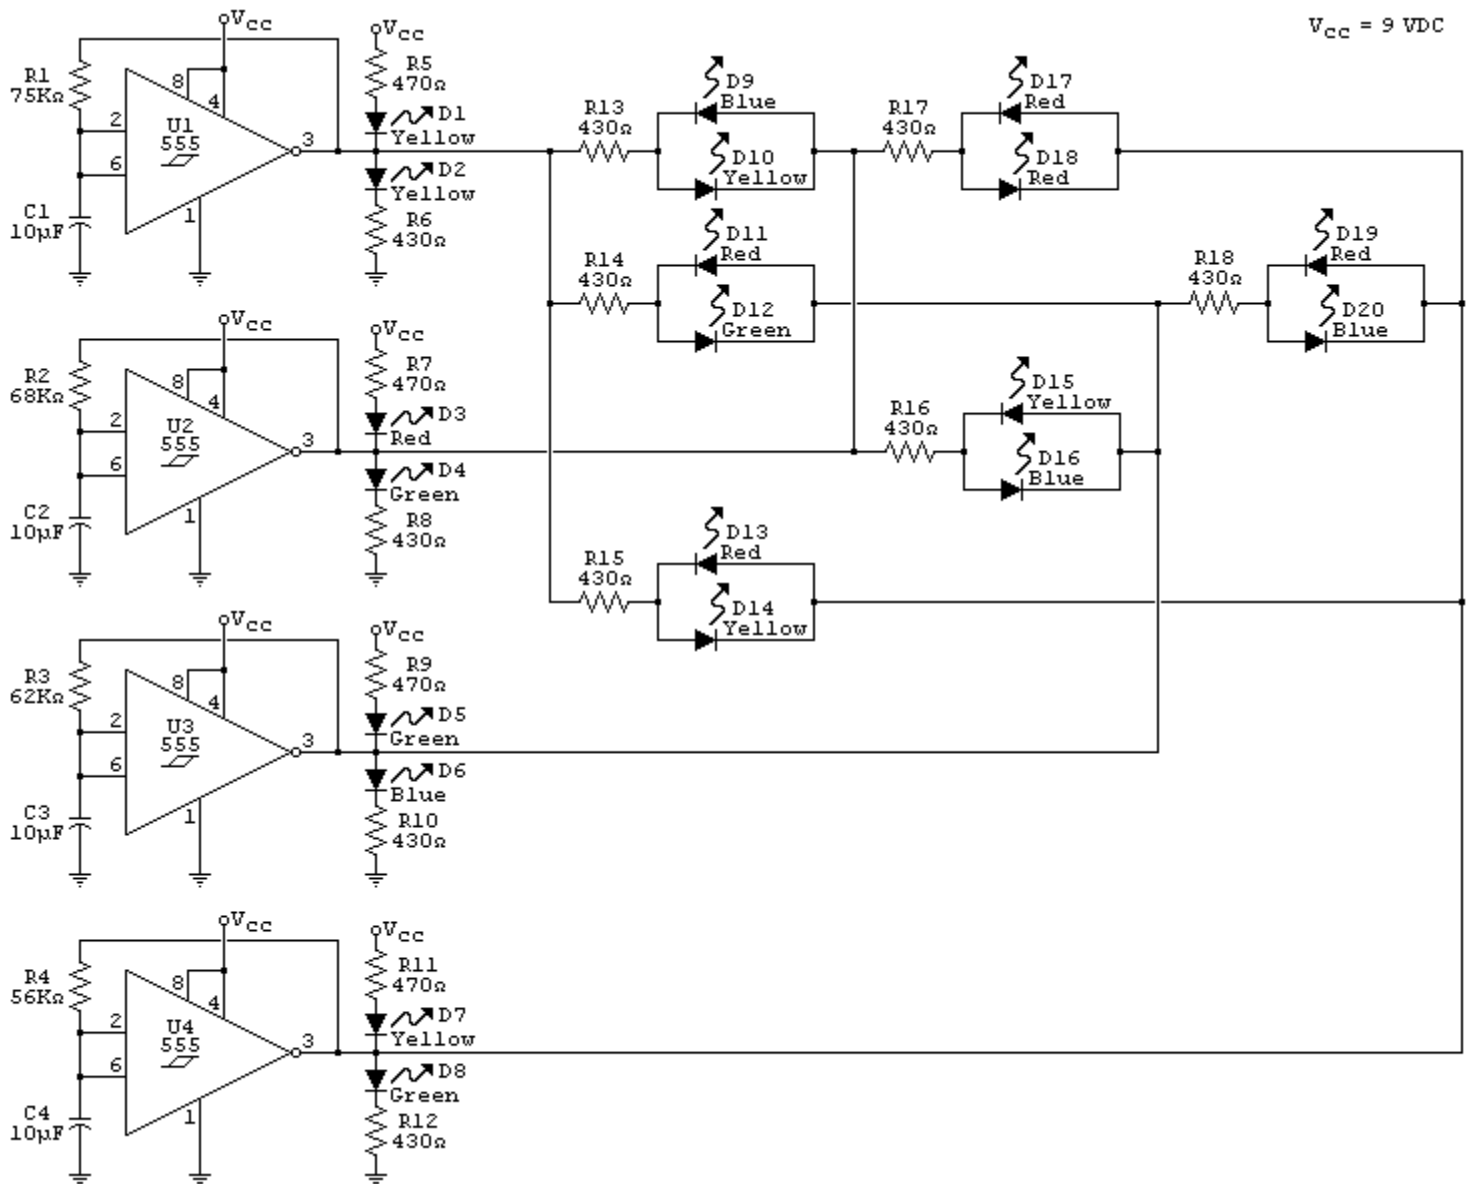 VCC = 9 VDC
VCC
R1
75KΩ
C1
10µF
2
6
8
4
U1
555
1
3
VCC
R5
470Ω
D1
Yellow
D2
Yellow
R6
430Ω
R13
430Ω
D9
Blue
D10
Yellow
R17
430Ω
D17
Red
D18
Red
R14
430Ω
D11
Red
D12
Green
R18
430Ω
D19
Red
D20
Blue
VCC
R2
68KΩ
C2
10µF
2
6
8
4
U2
555
1
3
VCC
R7
470Ω
D3
Red
D4
Green
R8
430Ω
R16
430Ω
D15
Yellow
D16
Blue
R15
430Ω
D13
Red
D14
Yellow
VCC
R3
62KΩ
C3
10µF
2
6
8
4
U3
555
1
3
VCC
R9
470Ω
D5
Green
D6
Blue
R10
430Ω
VCC
R4
56KΩ
C4
10µF
2
6
8
4
U4
555
1
3
VCC
R11
470Ω
D7
Yellow
D8
Green
R12
430Ω